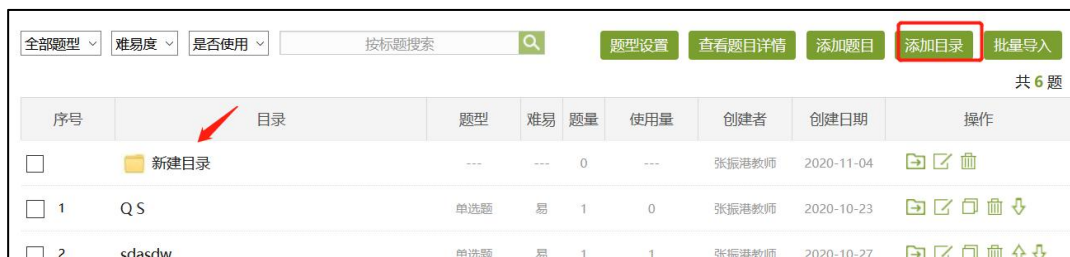 全部题型 难易度 是否使用 按标题搜索 题型设置 查看题目详情 添加题目 添加目录 批量导入
共 6 题
序号 目录 题型 难易 题量 使用量 创建者 创建日期 操作
新建目录 --- --- 0 --- 张振港教师 2020-11-04
1 Q S 单选题 易 1 0 张振港教师 2020-10-23
2 sdasdw 单选题 易 1 1 张振港教师 2020-10-27